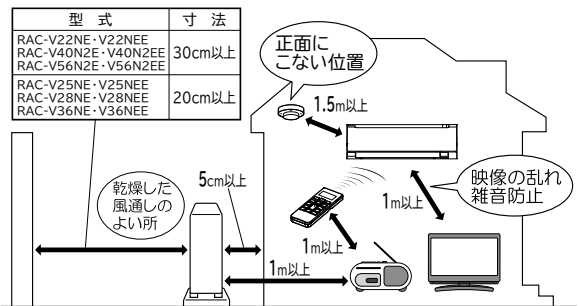 型 式 寸 法
RAC-V22NE・V22NEE
RAC-V40N2E・V40N2EE
RAC-V56N2E・V56N2EE
30cm以上
RAC-V25NE・V25NEE
RAC-V28NE・V28NEE
RAC-V36NE・V36NEE
20cm以上
正面に
こない位置
1.5m以上
映像の乱れ
雑音防止
1m以上
乾燥した
風通しの
よい所
5cm以上
1m以上
1m以上